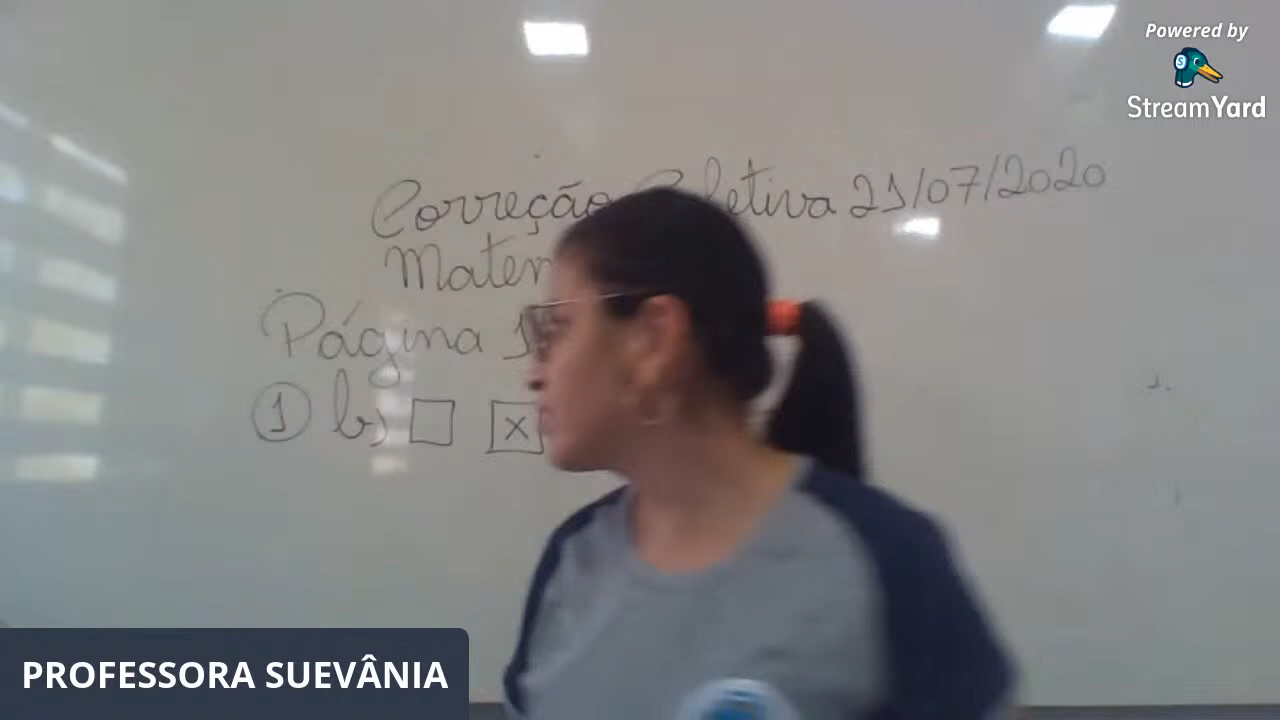 Powered by
StreamYard
Correção 21/07/2020
Página
1 b) x
PROFESSORA SUEVÂNIA